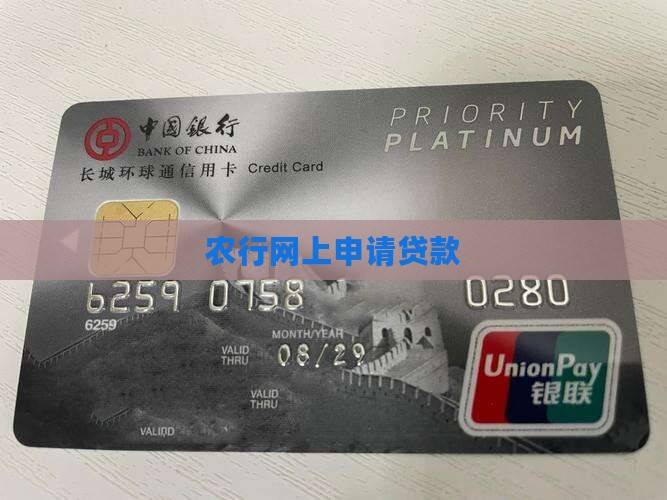 中国银行
BANK OF CHINA
长城环球通信用卡 Credit Card
PRIORITY
PLATINUM
农行网上申请贷款
6259 0758 0280
6259
MONTH/YEAR
VALID
THRU
08/29
VALID
THRU
UnionPay
银联